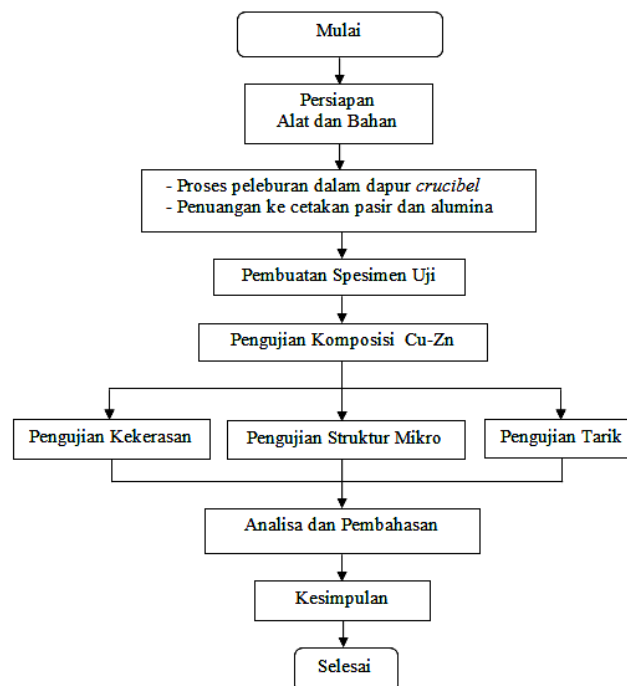 Mulai
Persiapan
Alat dan Bahan
- Proses peleburan dalam dapur crucibel
- Penuangan ke cetakan pasir dan alumina
Pembuatan Spesimen Uji
Pengujian Komposisi Cu-Zn
Pengujian Kekerasan
Pengujian Struktur Mikro
Pengujian Tarik
Analisa dan Pembahasan
Kesimpulan
Selesai